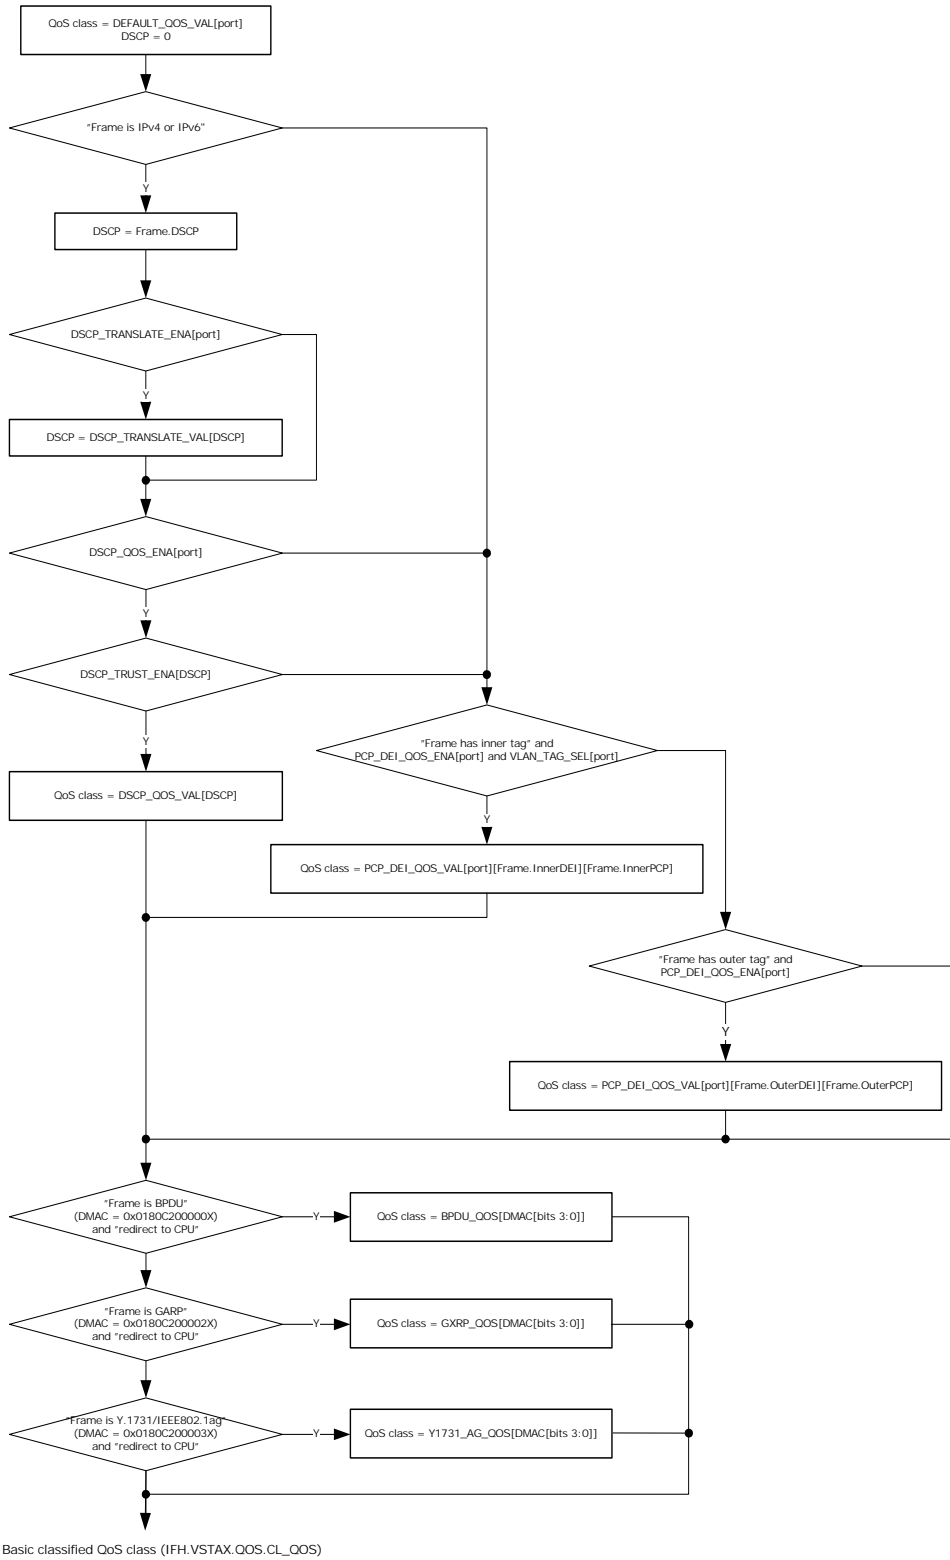 QoS class = DEFAULT_QOS_VAL[port]
DSCP = 0
"Frame is IPv4 or IPv6"
Y
DSCP = Frame.DSCP
DSCP_TRANSLATE_ENA[port]
Y
DSCP = DSCP_TRANSLATE_VAL[DSCP]
DSCP_QOS_ENA[port]
Y
DSCP_TRUST_ENA[DSCP]
Y
QoS class = DSCP_QOS_VAL[DSCP]
"Frame has inner tag" and
PCP_DEI_QOS_ENA[port] and VLAN_TAG_SEL[port]
Y
QoS class = PCP_DEI_QOS_VAL[port][Frame.InnerDEI][Frame.InnerPCP]
"Frame has outer tag" and
PCP_DEI_QOS_ENA[port]
Y
QoS class = PCP_DEI_QOS_VAL[port][Frame.OuterDEI][Frame.OuterPCP]
"Frame is BPDU"
(DMAC = 0x0180C200000X)
and "redirect to CPU"
Y
QoS class = BPDU_QOS[DMAC[bits 3:0]]
"Frame is GARP"
(DMAC = 0x0180C200002X)
and "redirect to CPU"
Y
QoS class = GXRP_QOS[DMAC[bits 3:0]]
"Frame is Y.1731/IEEE802.1ag"
(DMAC = 0x0180C200003X)
and "redirect to CPU"
Y
QoS class = Y1731_AG_QOS[DMAC[bits 3:0]]
Basic classified QoS class (IFH.VSTAX.QOS.CL_QOS)